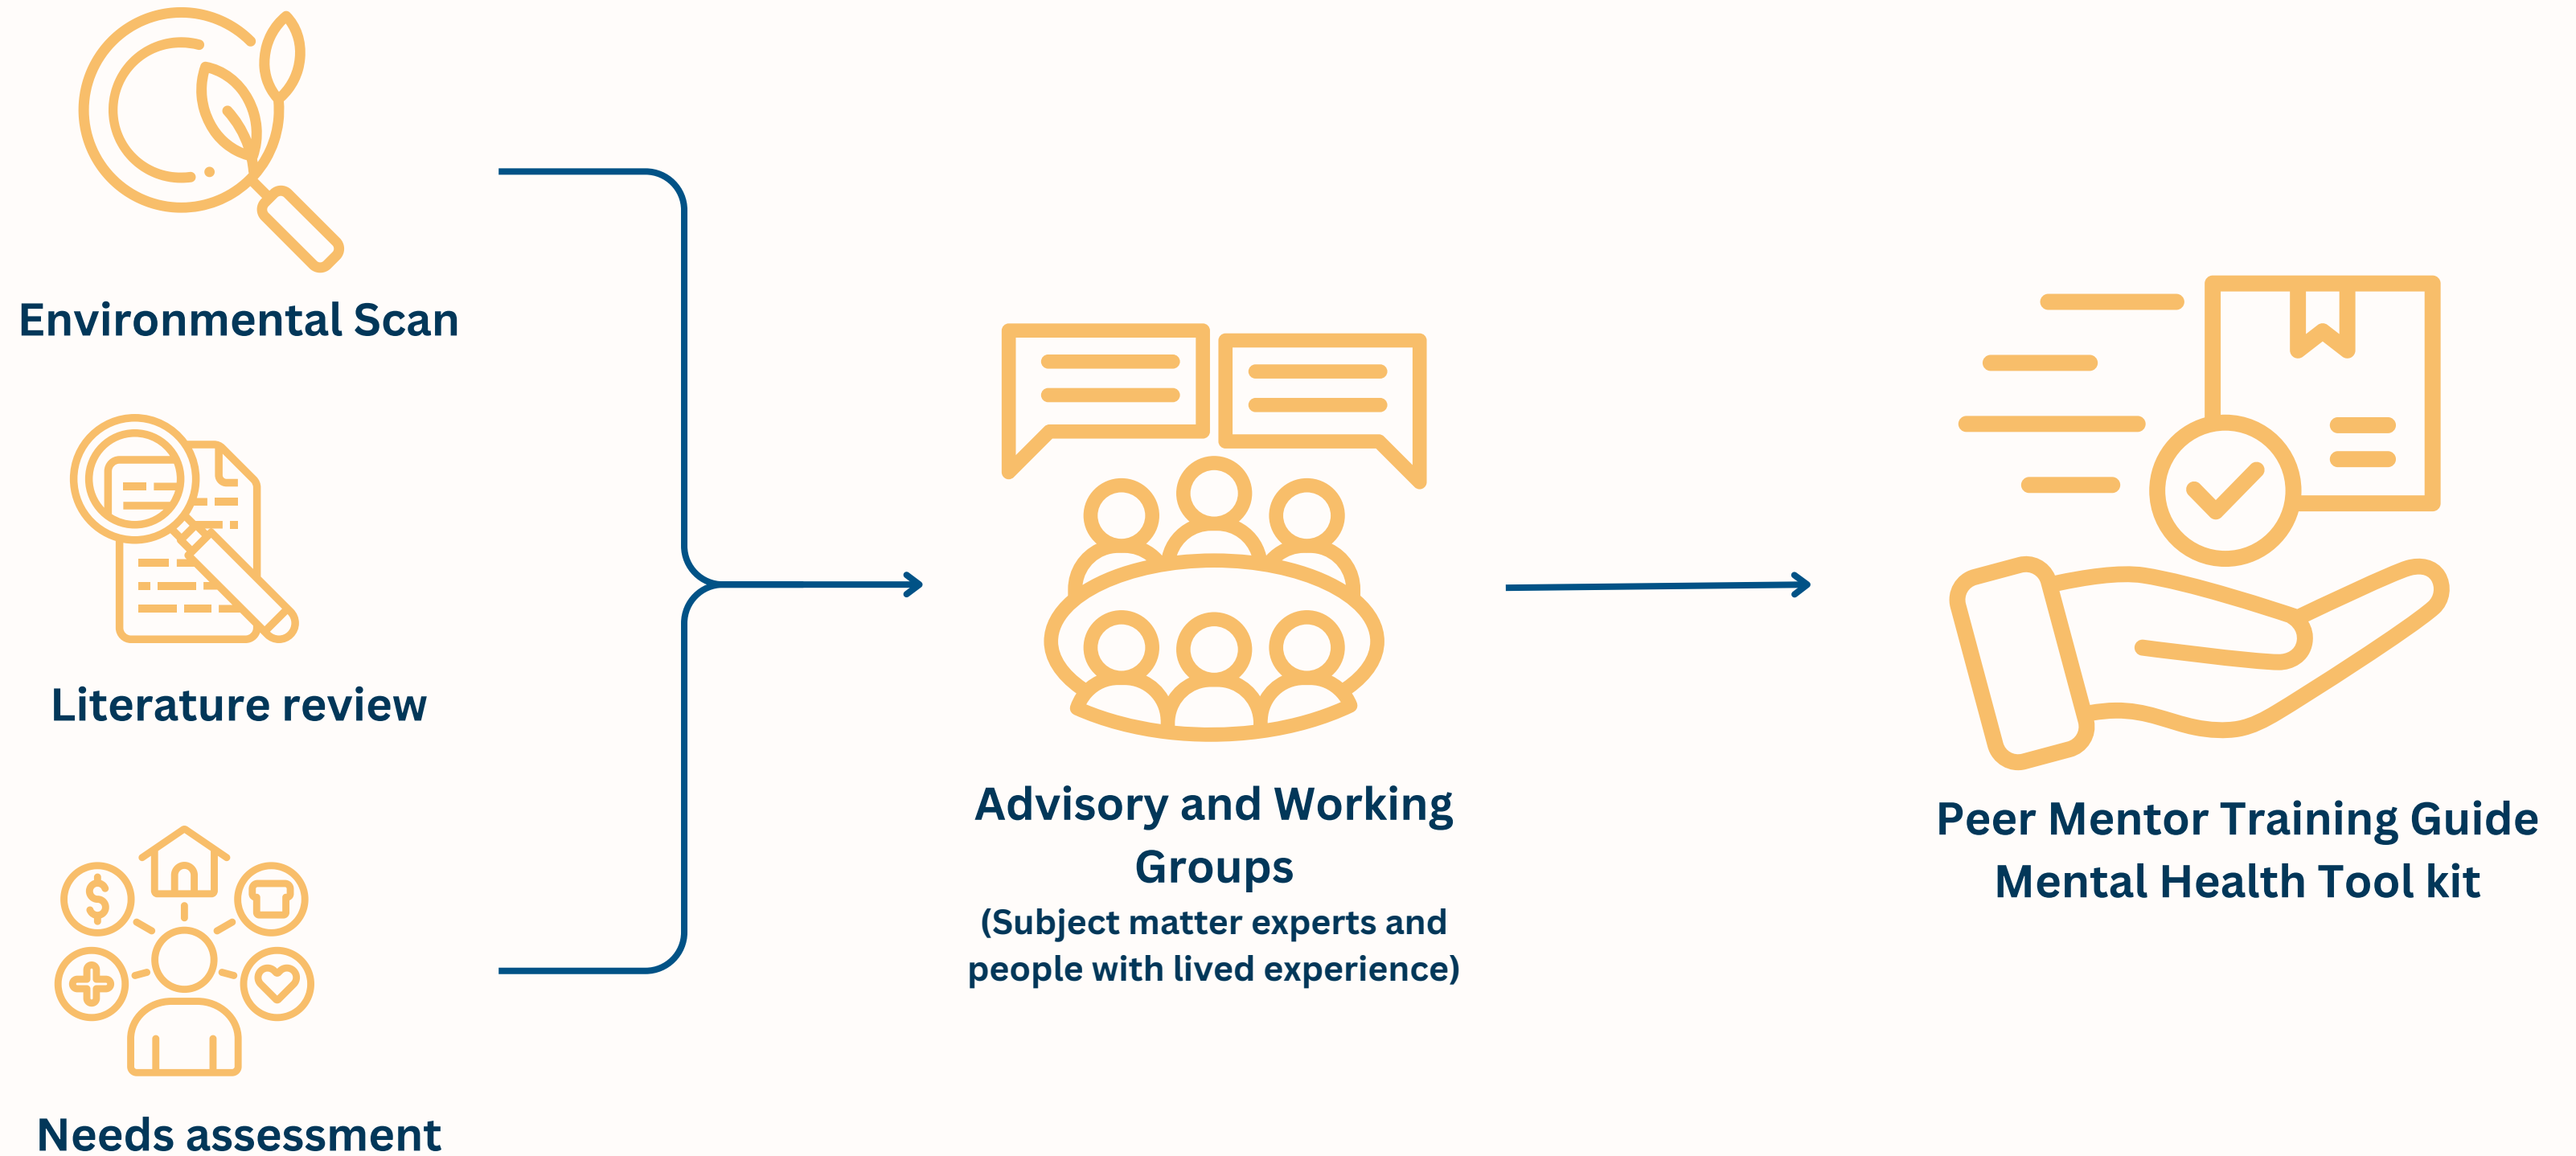 Environmental Scan
Literature review
Needs assessment
Advisory and Working
Groups
(Subject matter experts and
people with lived experience)
Peer Mentor Training Guide
Mental Health Tool kit